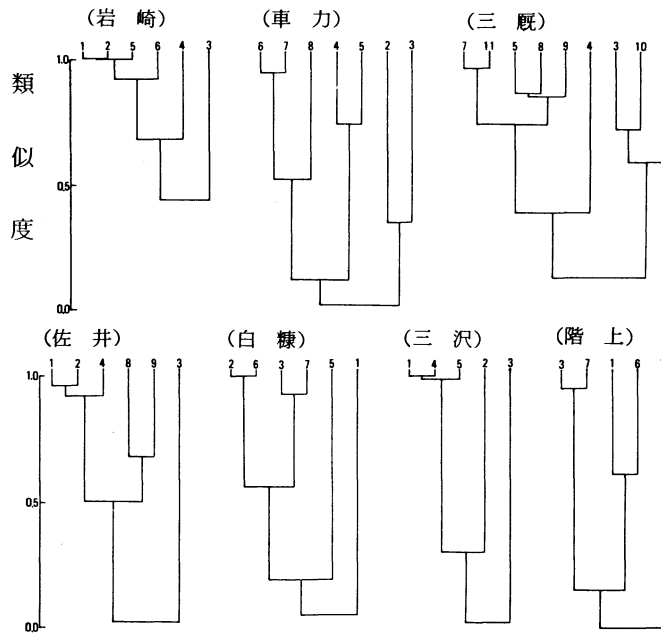 （岩　崎）
1 2 5 6 4 3
（車　力）
6 7 8 4 5 2 3
（三　厩）
7 11 5 8 9 4 3 10
類似度
1.0
0.5
0.0
（佐　井）
1 2 4 8 9 3
（白　糠）
2 6 3 7 5 1
（三　沢）
1 4 5 2 3
（階　上）
3 7 1 6
1.0
0.5
0.0